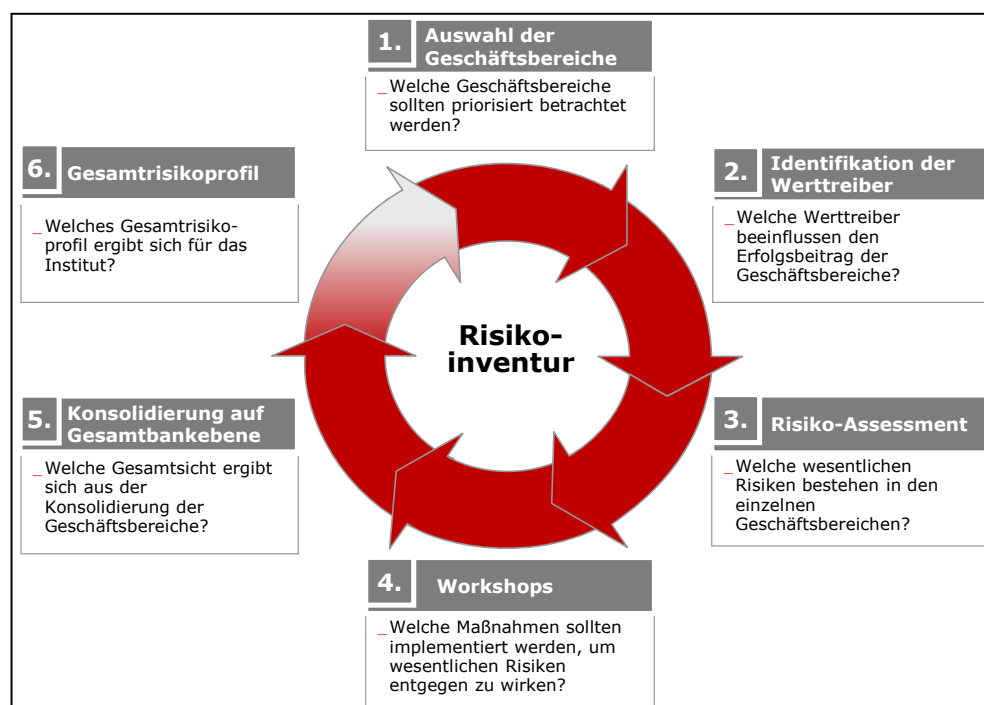 1. Auswahl der
Geschäftsbereiche
_Welche Geschäftsbereiche
sollten priorisiert betrachtet
werden?
2. Identifikation der
Werttreiber
_Welche Werttreiber
beeinflussen den
Erfolgsbeitrag der
Geschäftsbereiche?
3. Risiko-Assessment
_Welche wesentlichen
Risiken bestehen in den
einzelnen
Geschäftsbereichen?
4. Workshops
_Welche Maßnahmen sollten
implementiert werden, um
wesentlichen Risiken
entgegen zu wirken?
5. Konsolidierung auf
Gesamtbankebene
_Welche Gesamtsicht ergibt
sich aus der
Konsolidierung der
Geschäftsbereiche?
6. Gesamtrisikoprofil
_Welches Gesamtrisiko-
profil ergibt sich für das
Institut?
Risiko-
inventur